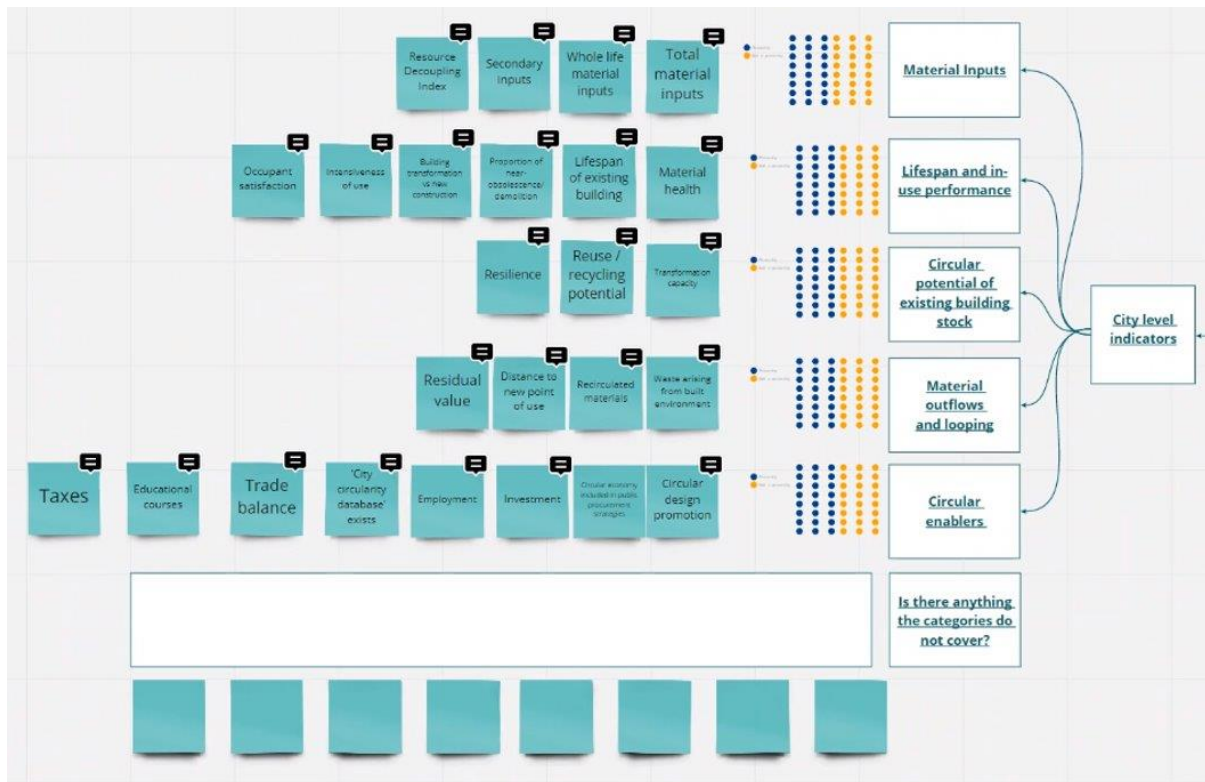 Resource
Decoupling
Index
Secondary
inputs
Whole life
material
inputs
Total
material
inputs
Material Inputs
Occupant
satisfaction
Intensiveness
of use
Building
transformation
vs new
construction
Proportion of
near-
obsolescence/
demolition
Lifespan
of existing
building
Material
health
Lifespan and in-
use performance
Resilience
Reuse /
recycling
potential
Transformation
capacity
Circular
potential of
existing building
stock
City level
indicators
Residual
value
Distance to
new point
of use
Recirculated
materials
Waste arising
from built
environment
Material
outflows
and looping
Taxes
Educational
courses
Trade
balance
'City
circularity
database'
exists
Employment
Investment
Circular economy
included in public
procurement
strategies
Circular
design
promotion
Circular
enablers
Is there anything
the categories do
not cover?